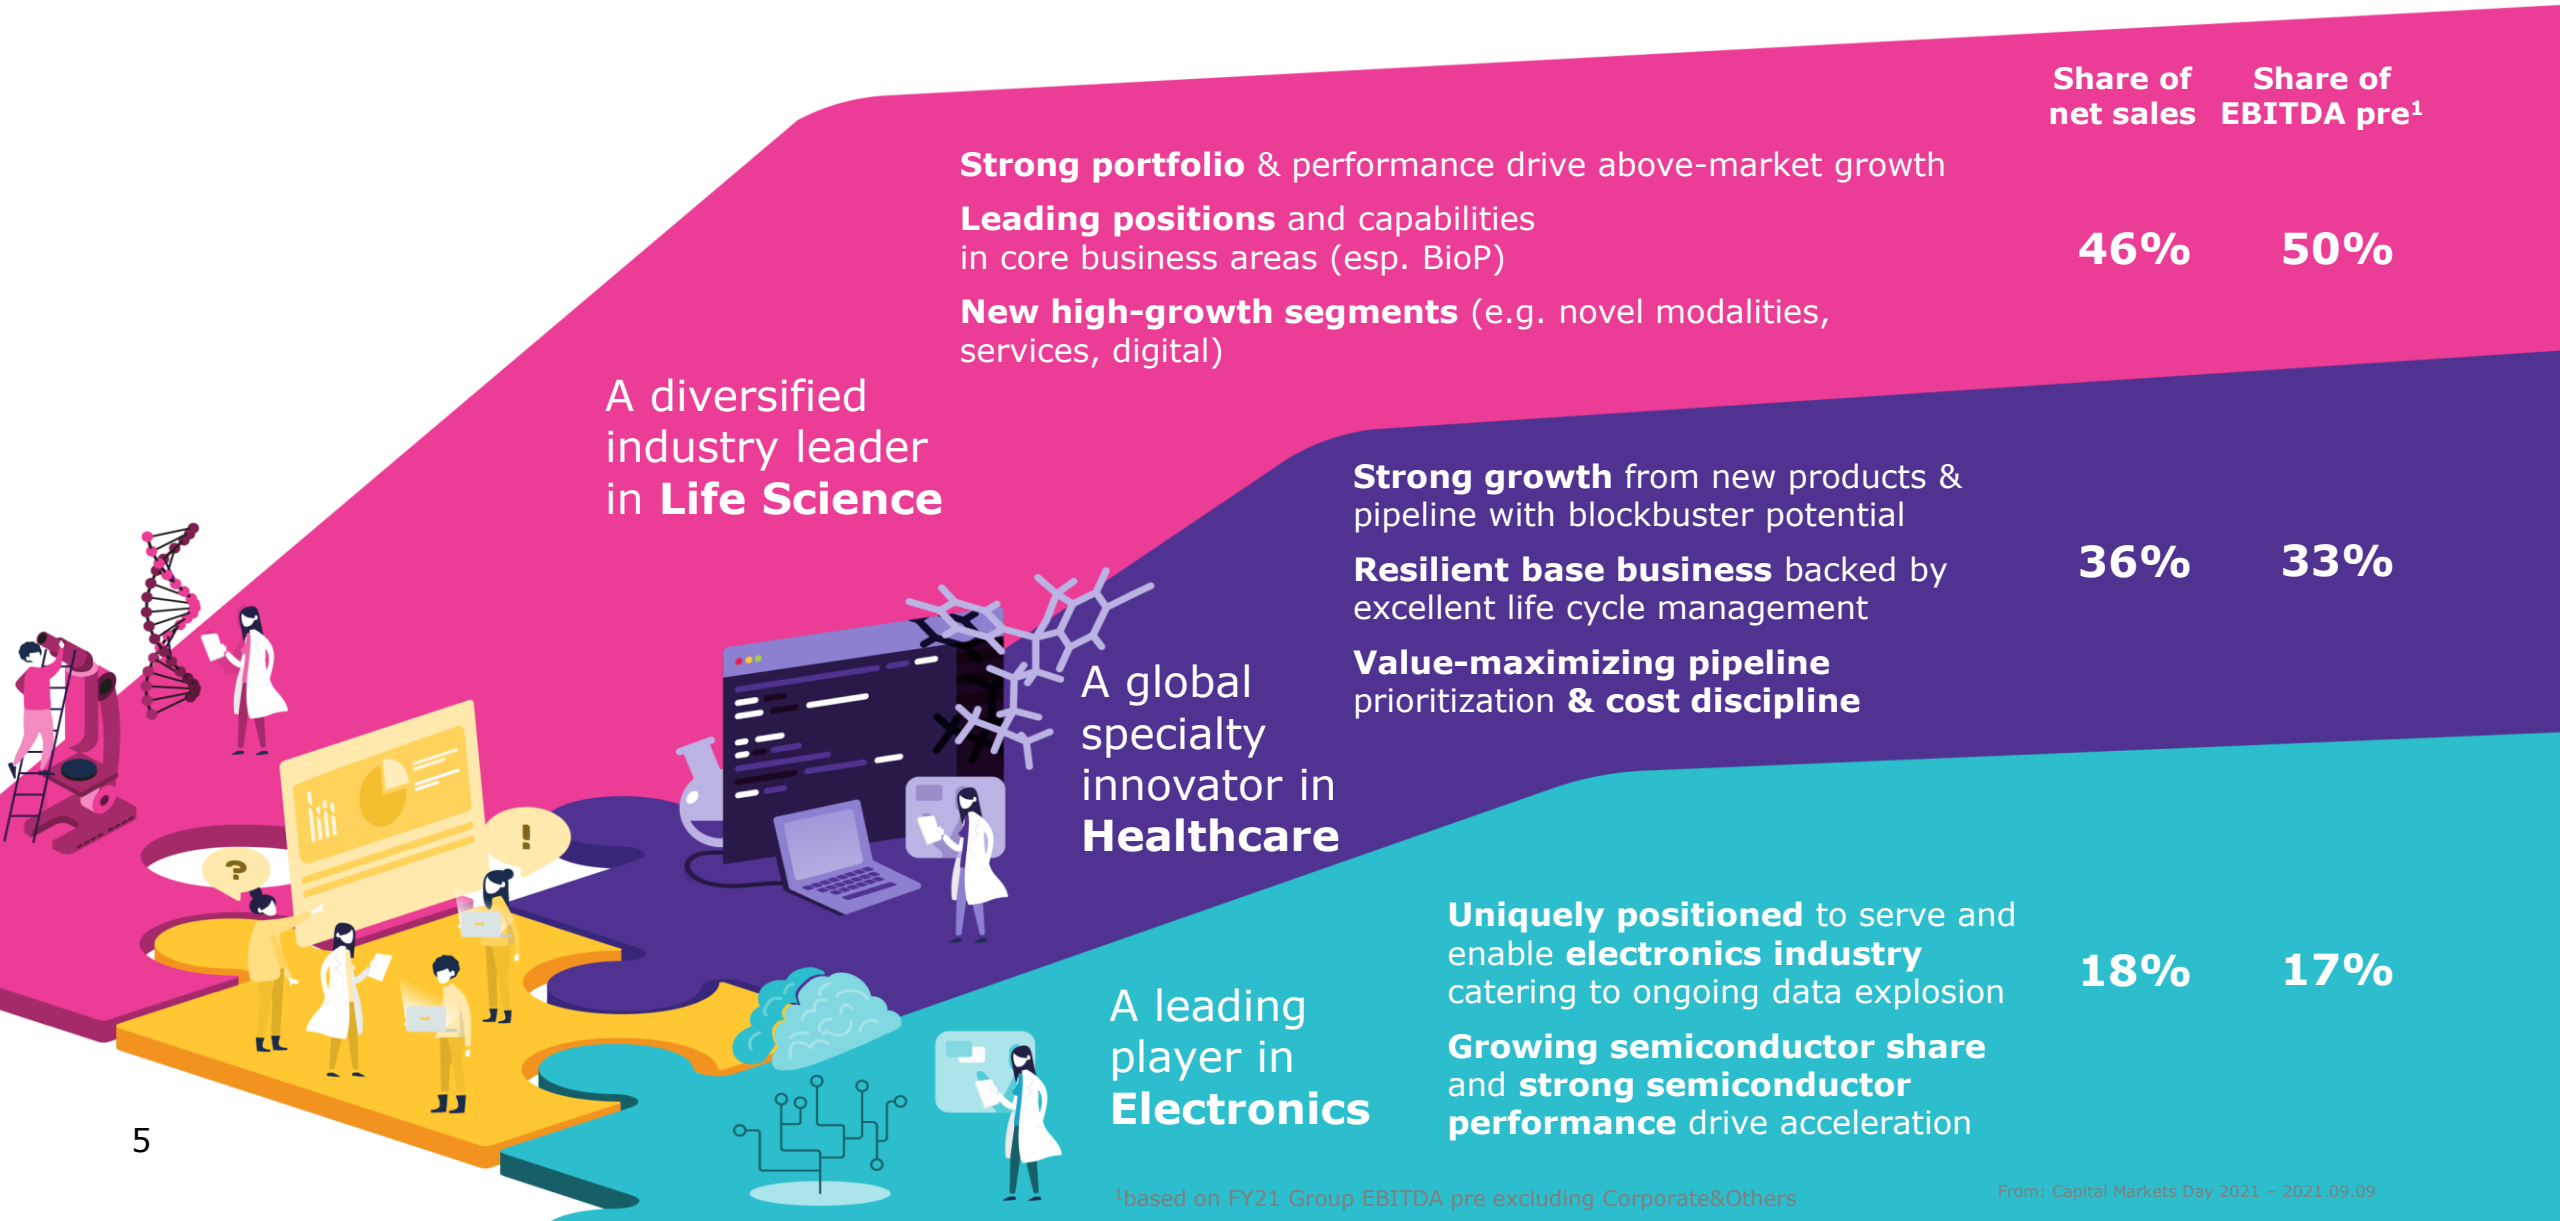 Share of
net sales
Share of
EBITDA pre¹
Strong portfolio & performance drive above-market growth
Leading positions and capabilities
in core business areas (esp. BioP)
New high-growth segments (e.g. novel modalities,
services, digital)
46%
50%
A diversified
industry leader
in Life Science
Strong growth from new products &
pipeline with blockbuster potential
Resilient base business backed by
excellent life cycle management
Value-maximizing pipeline
prioritization & cost discipline
36%
33%
A global
specialty
innovator in
Healthcare
?
!
Uniquely positioned to serve and
enable electronics industry
catering to ongoing data explosion
Growing semiconductor share
and strong semiconductor
performance drive acceleration
18%
17%
A leading
player in
Electronics
5
¹based on FY21 Group EBITDA pre excluding Corporate&Others
From: Capital Markets Day 2021 – 2021.09.09